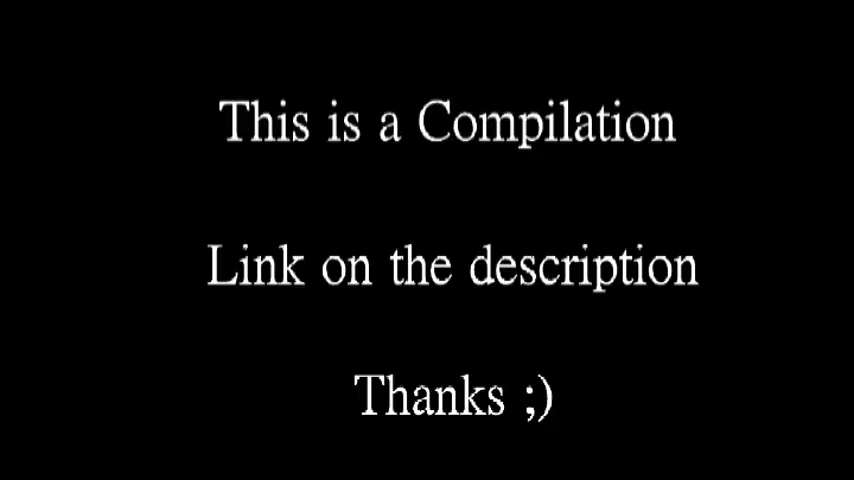 This is a Compilation
Link on the description
Thanks ;)